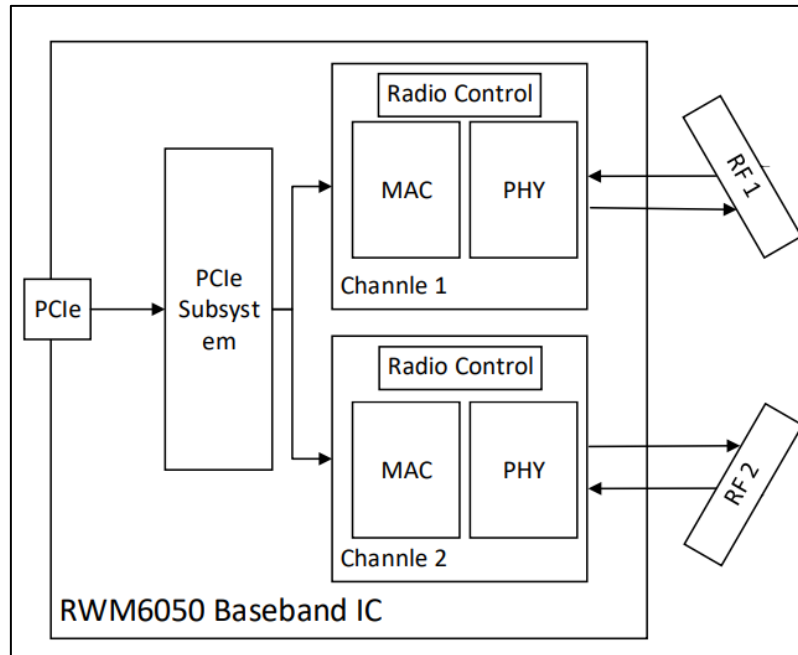 Radio Control
MAC
PHY
Channle 1
RF 1
PCIe
PCIe
Subsyst
em
Radio Control
MAC
PHY
Channle 2
RF 2
RWM6050 Baseband IC